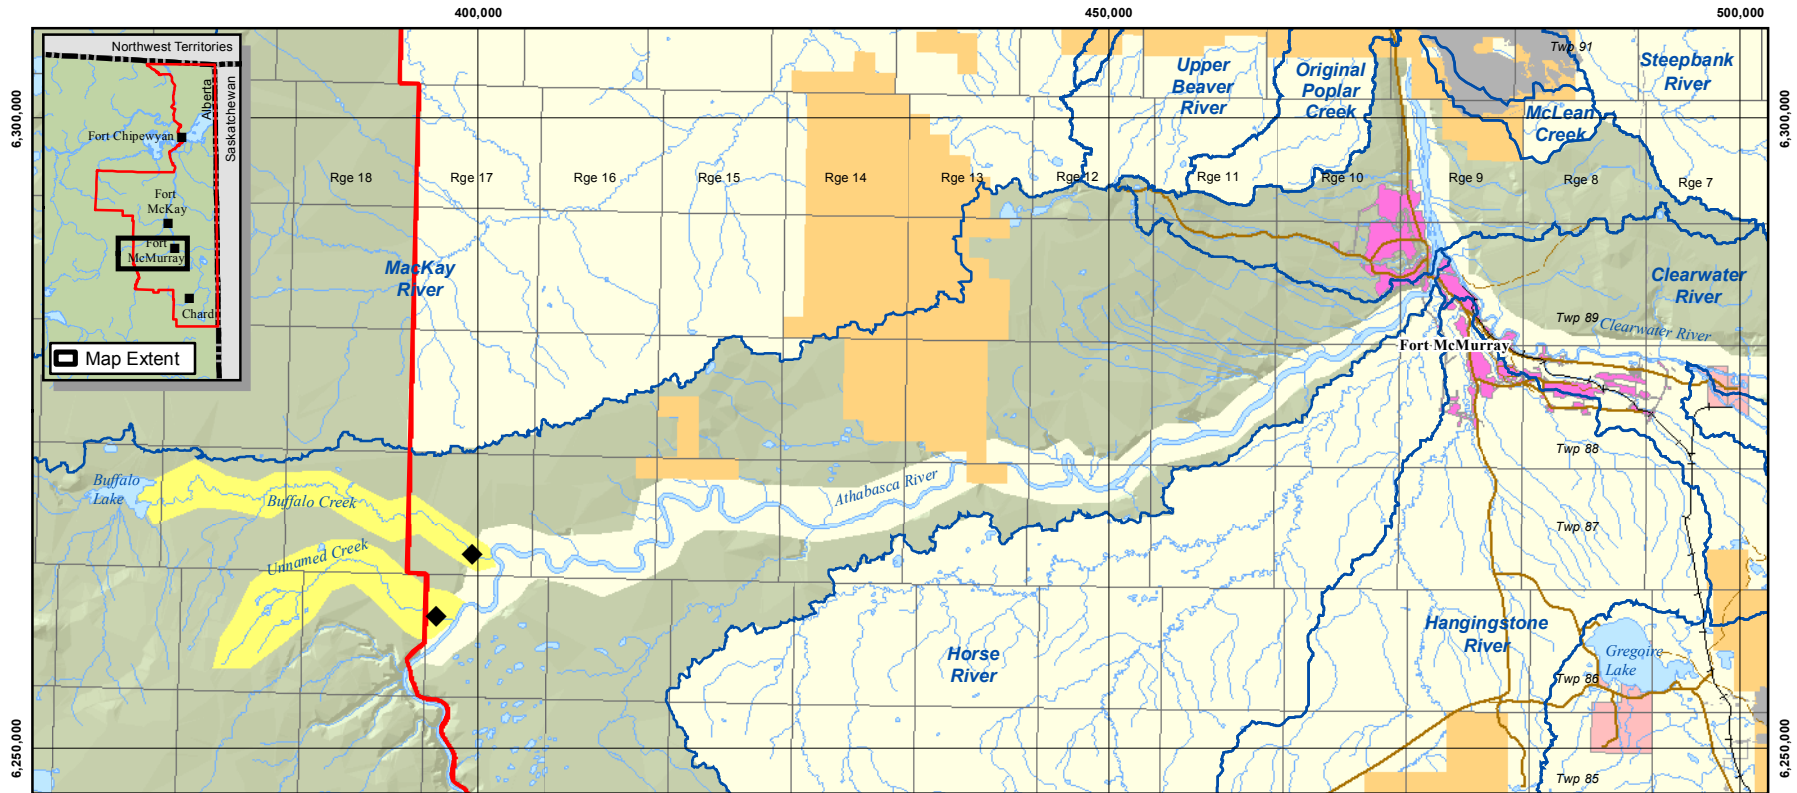 400,000
450,000
500,000
6,300,000
6,300,000
6,250,000
6,250,000
Northwest Territories
Alberta
Saskatchewan
Fort Chipewyan
Fort
McKay
Fort
McMurray
Chard
Map Extent
Upper
Beaver
River
Original
Poplar
Creek
Twp 91
Steepbank
River
McLean
Creek
Rge 18
Rge 17
Rge 16
Rge 15
Rge 14
Rge 13
Rge 12
Rge 11
Rge 10
Rge 9
Rge 8
Rge 7
MacKay
River
Clearwater
River
Twp 89
Clearwater River
Fort McMurray
Twp 88
Buffalo
Lake
Buffalo Creek
Athabasca River
Unnamed Creek
Twp 87
Horse
River
Hangingstone
River
Gregoire
Lake
Twp 86
Twp 85